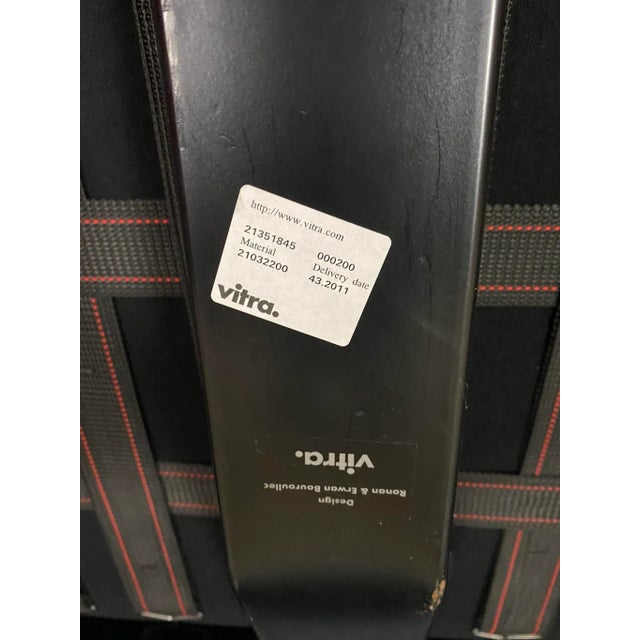 http://www.vitra.com
21351845 000200
Material Delivery date
21032200 43.2011
vitra.
vitra.
Design
Ronan & Erwan Bouroullec